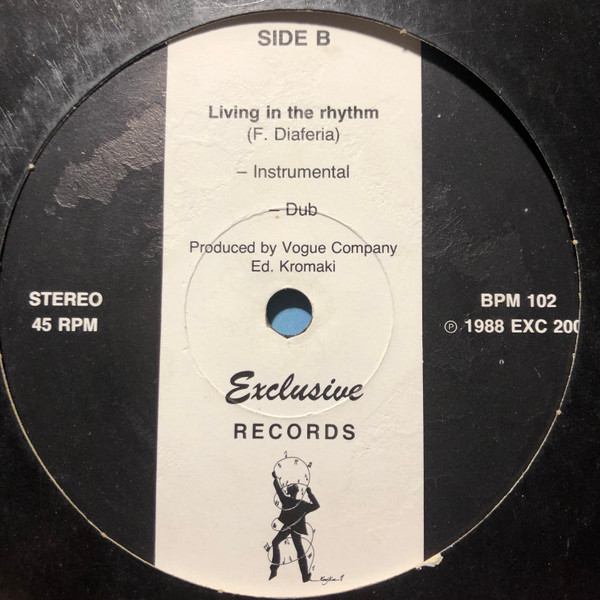 SIDE B
Living in the rhythm
(F. Diaferia)
– Instrumental
– Dub
Produced by Vogue Company
Ed. Kromaki
STEREO
45 RPM
BPM 102
℗ 1988 EXC 200
Exclusive
RECORDS